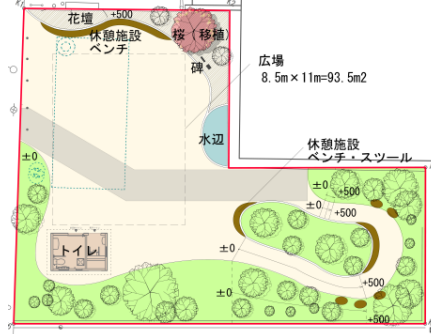 花壇
+500
休憩施設
ベンチ
桜（移植）
碑
広場
8.5m×11m=93.5m2
水辺
休憩施設
ベンチ・スツール
±0
±0
+500
±0
+500
±0
トイレ
+500
±0
+500